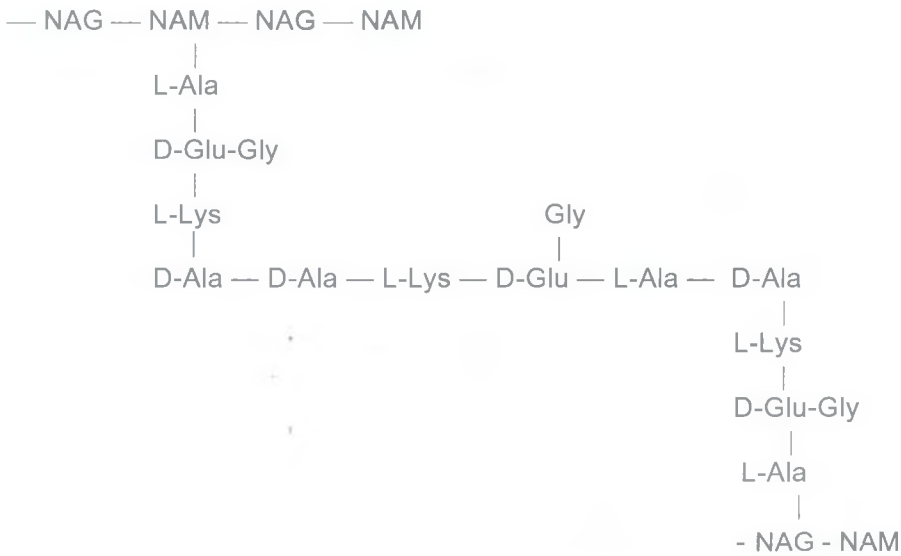 — NAG — NAM — NAG — NAM
L-Ala
D-Glu-Gly
L-Lys
Gly
D-Ala — D-Ala — L-Lys — D-Glu — L-Ala — D-Ala
L-Lys
D-Glu-Gly
L-Ala
- NAG - NAM